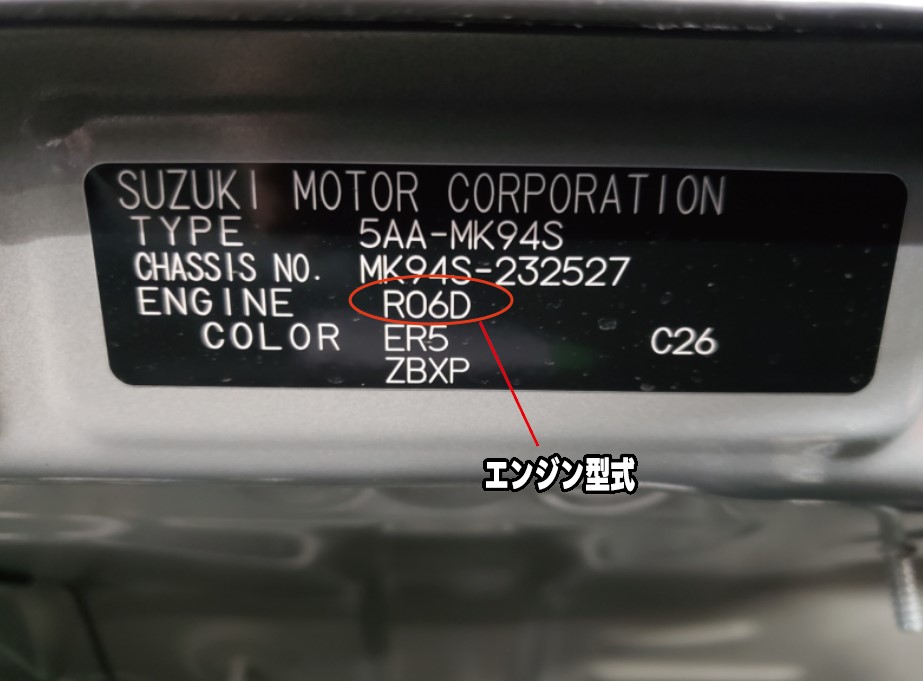 SUZUKI MOTOR CORPORATION
TYPE 5AA-MK94S
CHASSIS NO. MK94S-232527
ENGINE R06D
COLOR ER5 C26
ZBXP
エンジン型式